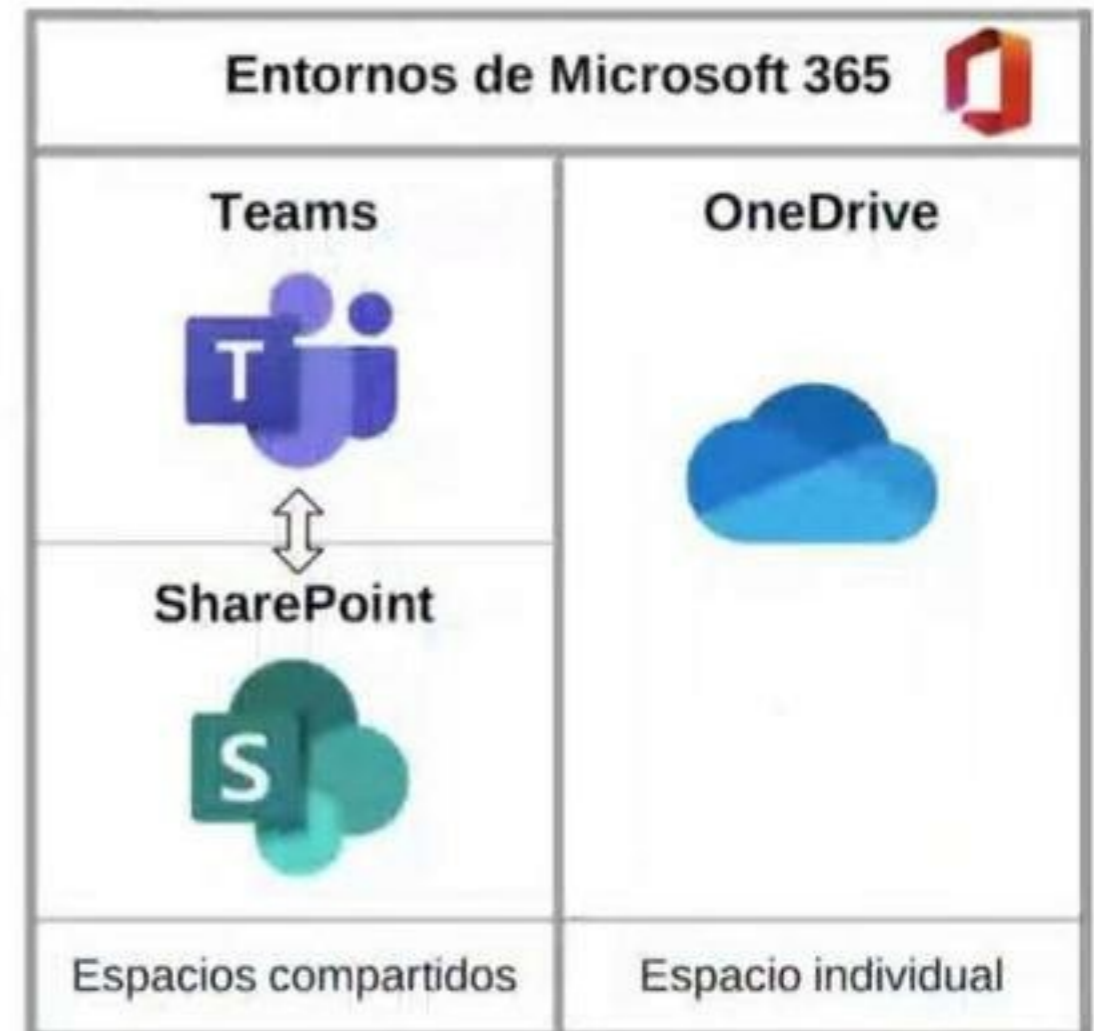 Entornos de Microsoft 365
Teams
OneDrive
T
SharePoint
S
Espacios compartidos
Espacio individual